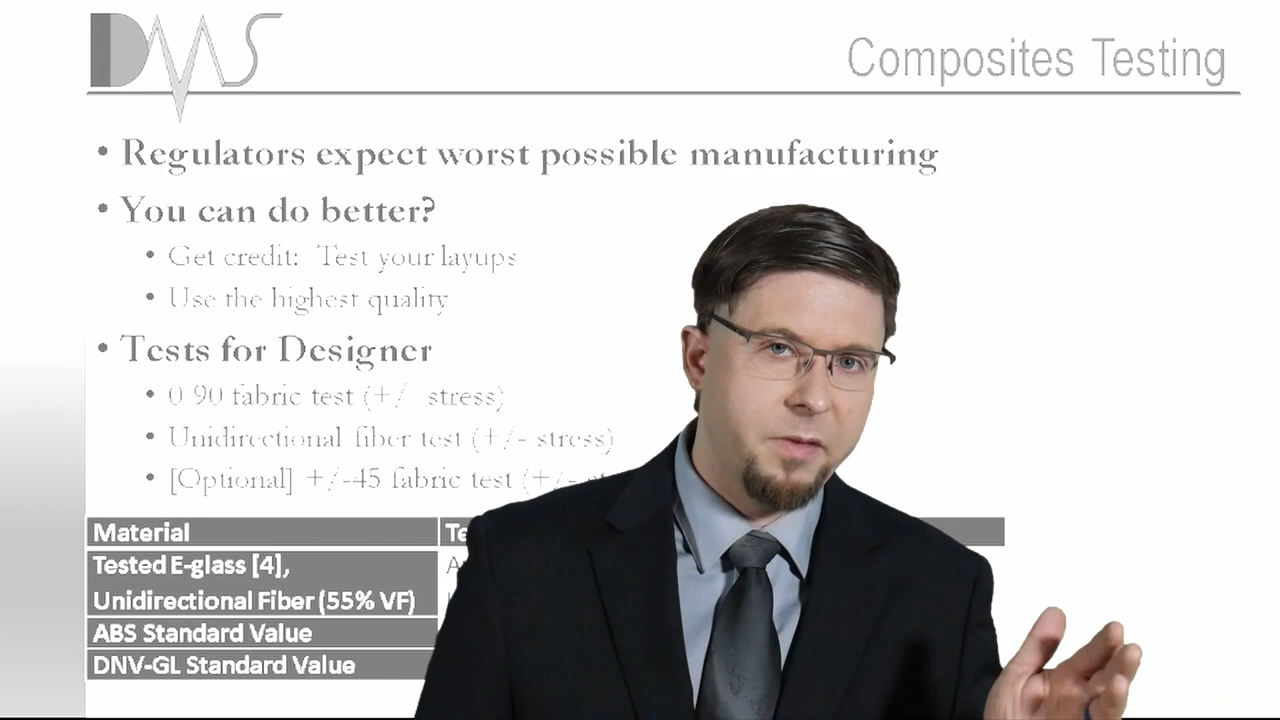 DMS
Composites Testing
• Regulators expect worst possible manufacturing
• You can do better?
• Get credit: Test your layups
• Use the highest quality
• Tests for Designer
• 0 90 fabric test (+/ stress)
• Unidirectional fiber test (+/- stress)
• [Optional] +/-45 fabric test (+/-
Material
Tested E-glass [4],
Unidirectional Fiber (55% VF)
ABS Standard Value
DNV-GL Standard Value